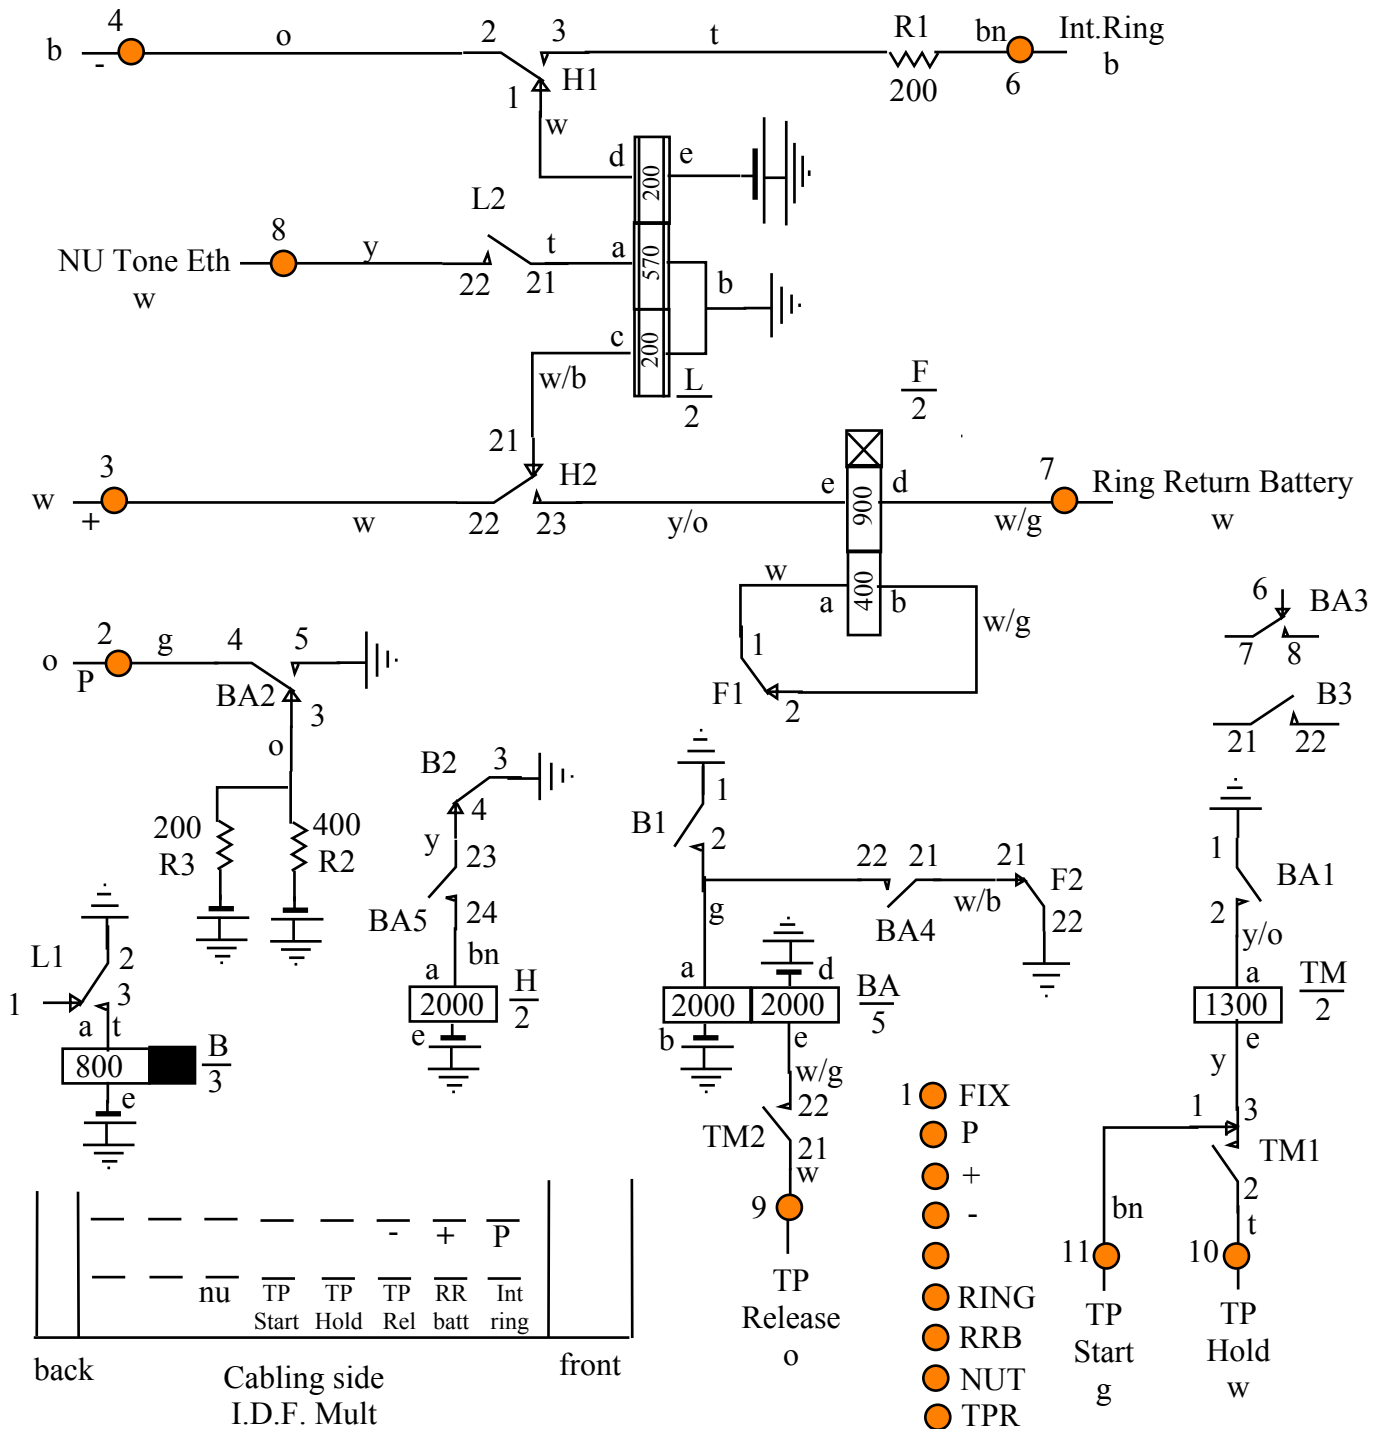 4 o 2 3 t R1 bn Int.Ring
b - H1 200 6 b
1
w
d 200 e
L2
8 y t a 570
NU Tone Eth 22 21 b
w
c 200
w/b L F
2 2
21
3 H2 e 900 d 7 Ring Return Battery
w + w 22 23 y/o w/g w
w a 400 b
w/g
6 BA3
7 8
2 g 4 5 1
o P BA2 F1 2
3 B3
o 21 22
B2 3
4
1
B1 2
200 400 y 23
R3 R2
22 21 21 F2
BA4 w/b 22
1 BA1
2
y/o
BA5 24
bn
g
L1 2
1 3
a t
a 2000 H
e 2
a 2000 2000 d BA
b e 5
a 1300 TM
e 2
800 B
e 3
w/g
22
TM2 21
w
9
TP
Release
o
y
1 3
TM1
2
bn t
11 10
TP TP
Start Hold
g w
1 FIX
P
+
-
RING
RRB
NUT
TPR
- + P
nu TP TP TP RR Int
Start Hold Rel batt ring
back front
Cabling side
I.D.F. Mult